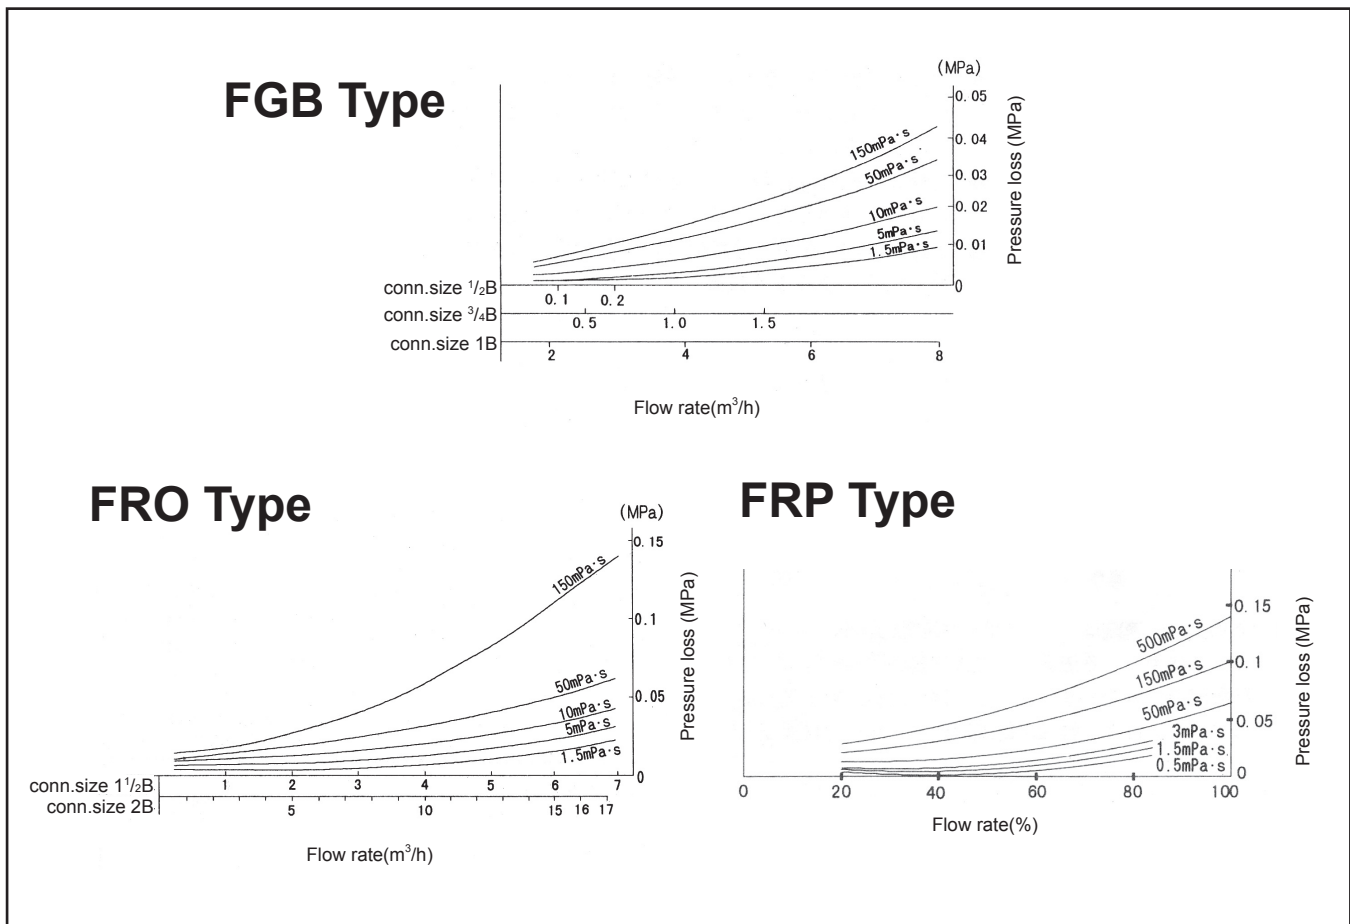 FGB Type
(MPa)
0.05
0.04
0.03
0.02
0.01
0
Pressure loss (MPa)
150mPa·s
50mPa·s
10mPa·s
5mPa·s
1.5mPa·s
conn.size ¹/₂B
0.1 0.2
conn.size ³/₄B
0.5 1.0 1.5
conn.size 1B
2 4 6 8
Flow rate(m³/h)
FRO Type
(MPa)
0.15
0.1
0.05
0
Pressure loss (MPa)
150mPa·s
50mPa·s
10mPa·s
5mPa·s
1.5mPa·s
conn.size 1¹/₂B
1 2 3 4 5 6 7
conn.size 2B
5 10 15 16 17
Flow rate(m³/h)
FRP Type
0.15
0.1
0.05
0
Pressure loss (MPa)
500mPa·s
150mPa·s
50mPa·s
3mPa·s
1.5mPa·s
0.5mPa·s
0 20 40 60 80 100
Flow rate(%)